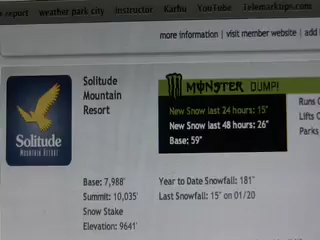 report weather park city instructor Karhu YouTube Telemarktips.com
more information | visit member website | add
Solitude
Mountain
Resort
MONSTER DUMP!
New Snow last 24 hours: 15"
New Snow last 48 hours: 26"
Base: 59"
Runs
Lifts
Parks
Solitude
MOUNTAIN RESORT
Base: 7,988'
Summit: 10,035'
Snow Stake
Elevation: 9641'
Year to Date Snowfall: 181"
Last Snowfall: 15" on 01/20